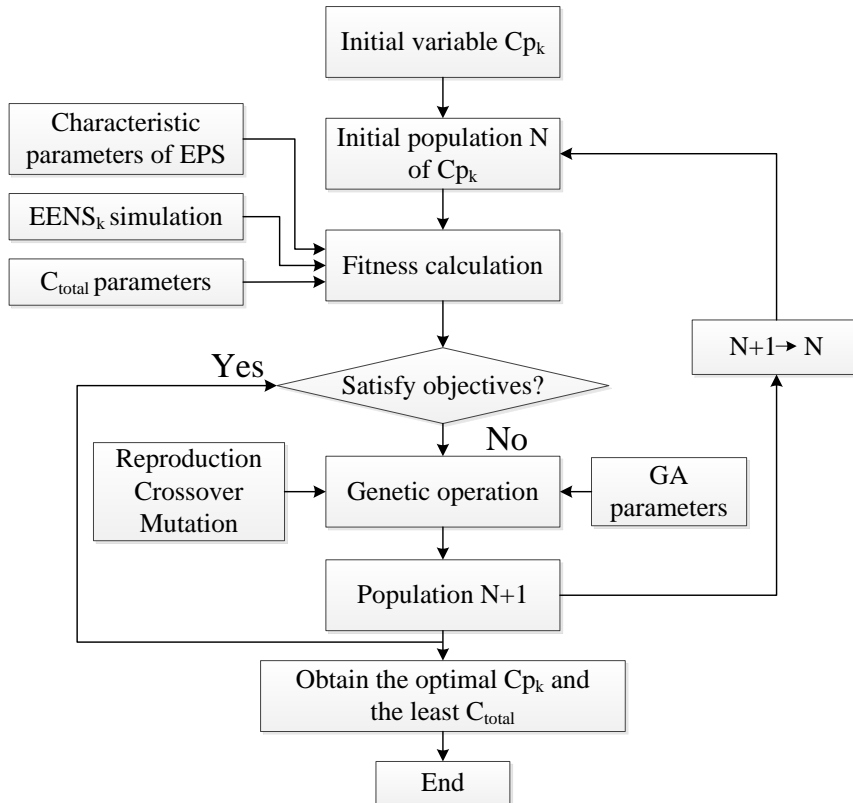 Initial variable Cpₖ
Characteristic
parameters of EPS
Initial population N
of Cpₖ
EENSₖ simulation
Fitness calculation
C_total parameters
N+1→ N
Yes
Satisfy objectives?
No
Reproduction
Crossover
Mutation
Genetic operation
GA
parameters
Population N+1
Obtain the optimal Cpₖ and
the least C_total
End